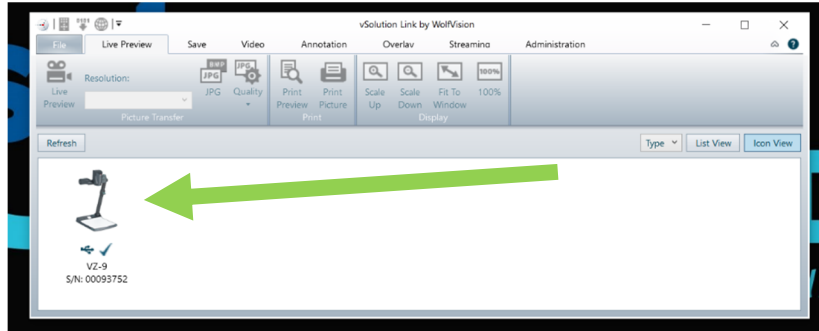 vSolution Link by WolfVision
File Live Preview Save Video Annotation Overlay Streaming Administration
Live Preview
Resolution:
BMP
JPG
JPG
JPG
Quality
Print Preview
Print Picture
Scale Up
Scale Down
Fit To Window
100%
100%
Picture Transfer
Print
Display
Refresh
Type
List View
Icon View
VZ-9
S/N: 00093752